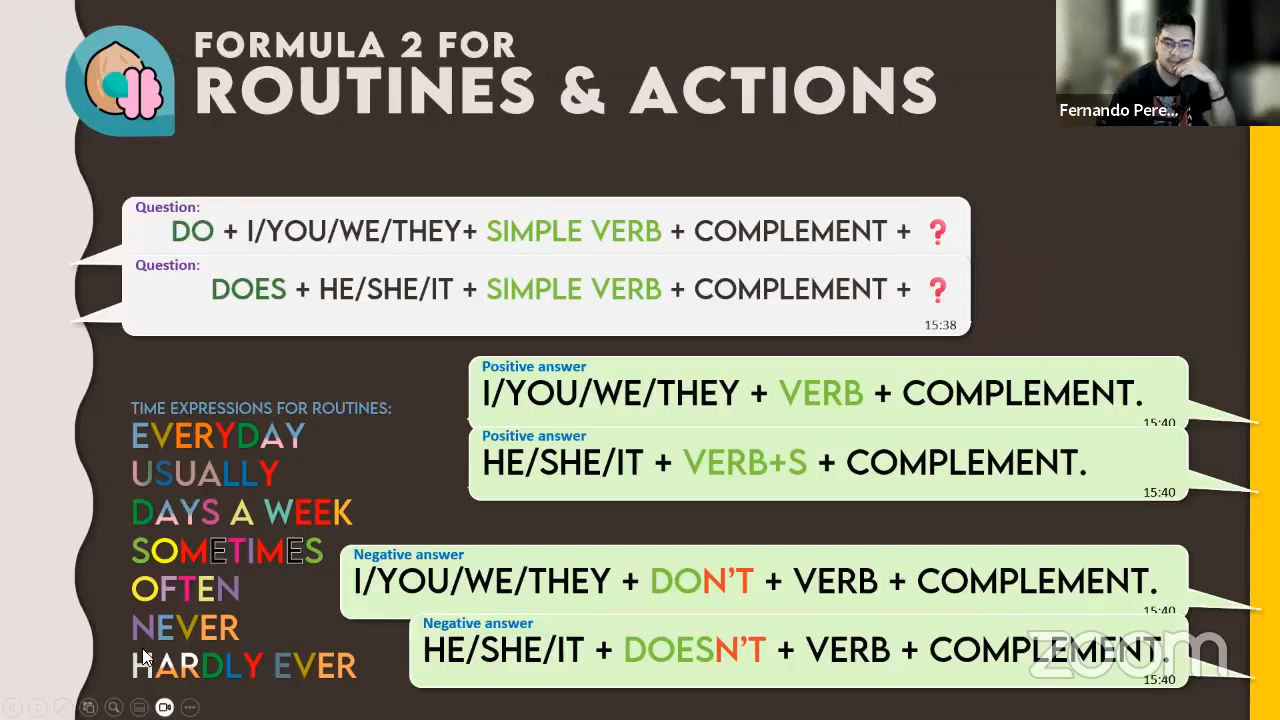 FORMULA 2 FOR
ROUTINES & ACTIONS
Fernando Pere...
Question:
DO + I/YOU/WE/THEY+ SIMPLE VERB + COMPLEMENT + ?
Question:
DOES + HE/SHE/IT + SIMPLE VERB + COMPLEMENT + ?
15:38
Positive answer
I/YOU/WE/THEY + VERB + COMPLEMENT.
15:40
Positive answer
HE/SHE/IT + VERB+S + COMPLEMENT.
15:40
TIME EXPRESSIONS FOR ROUTINES:
EVERYDAY
USUALLY
DAYS A WEEK
SOMETIMES
OFTEN
NEVER
HARDLY EVER
Negative answer
I/YOU/WE/THEY + DON'T + VERB + COMPLEMENT.
15:40
Negative answer
HE/SHE/IT + DOESN'T + VERB + COMPLEMENT.
15:40
zoom